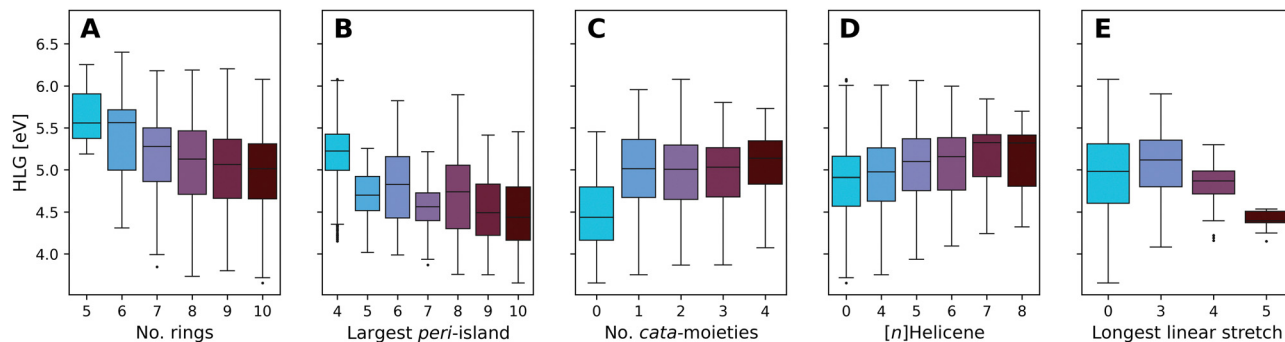 A B C D E
HLG [eV]
6.5
6.0
5.5
5.0
4.5
4.0
5 6 7 8 9 10
No. rings
4 5 6 7 8 9 10
Largest peri-island
0 1 2 3 4
No. cata-moieties
0 4 5 6 7 8
[n]Helicene
0 3 4 5
Longest linear stretch